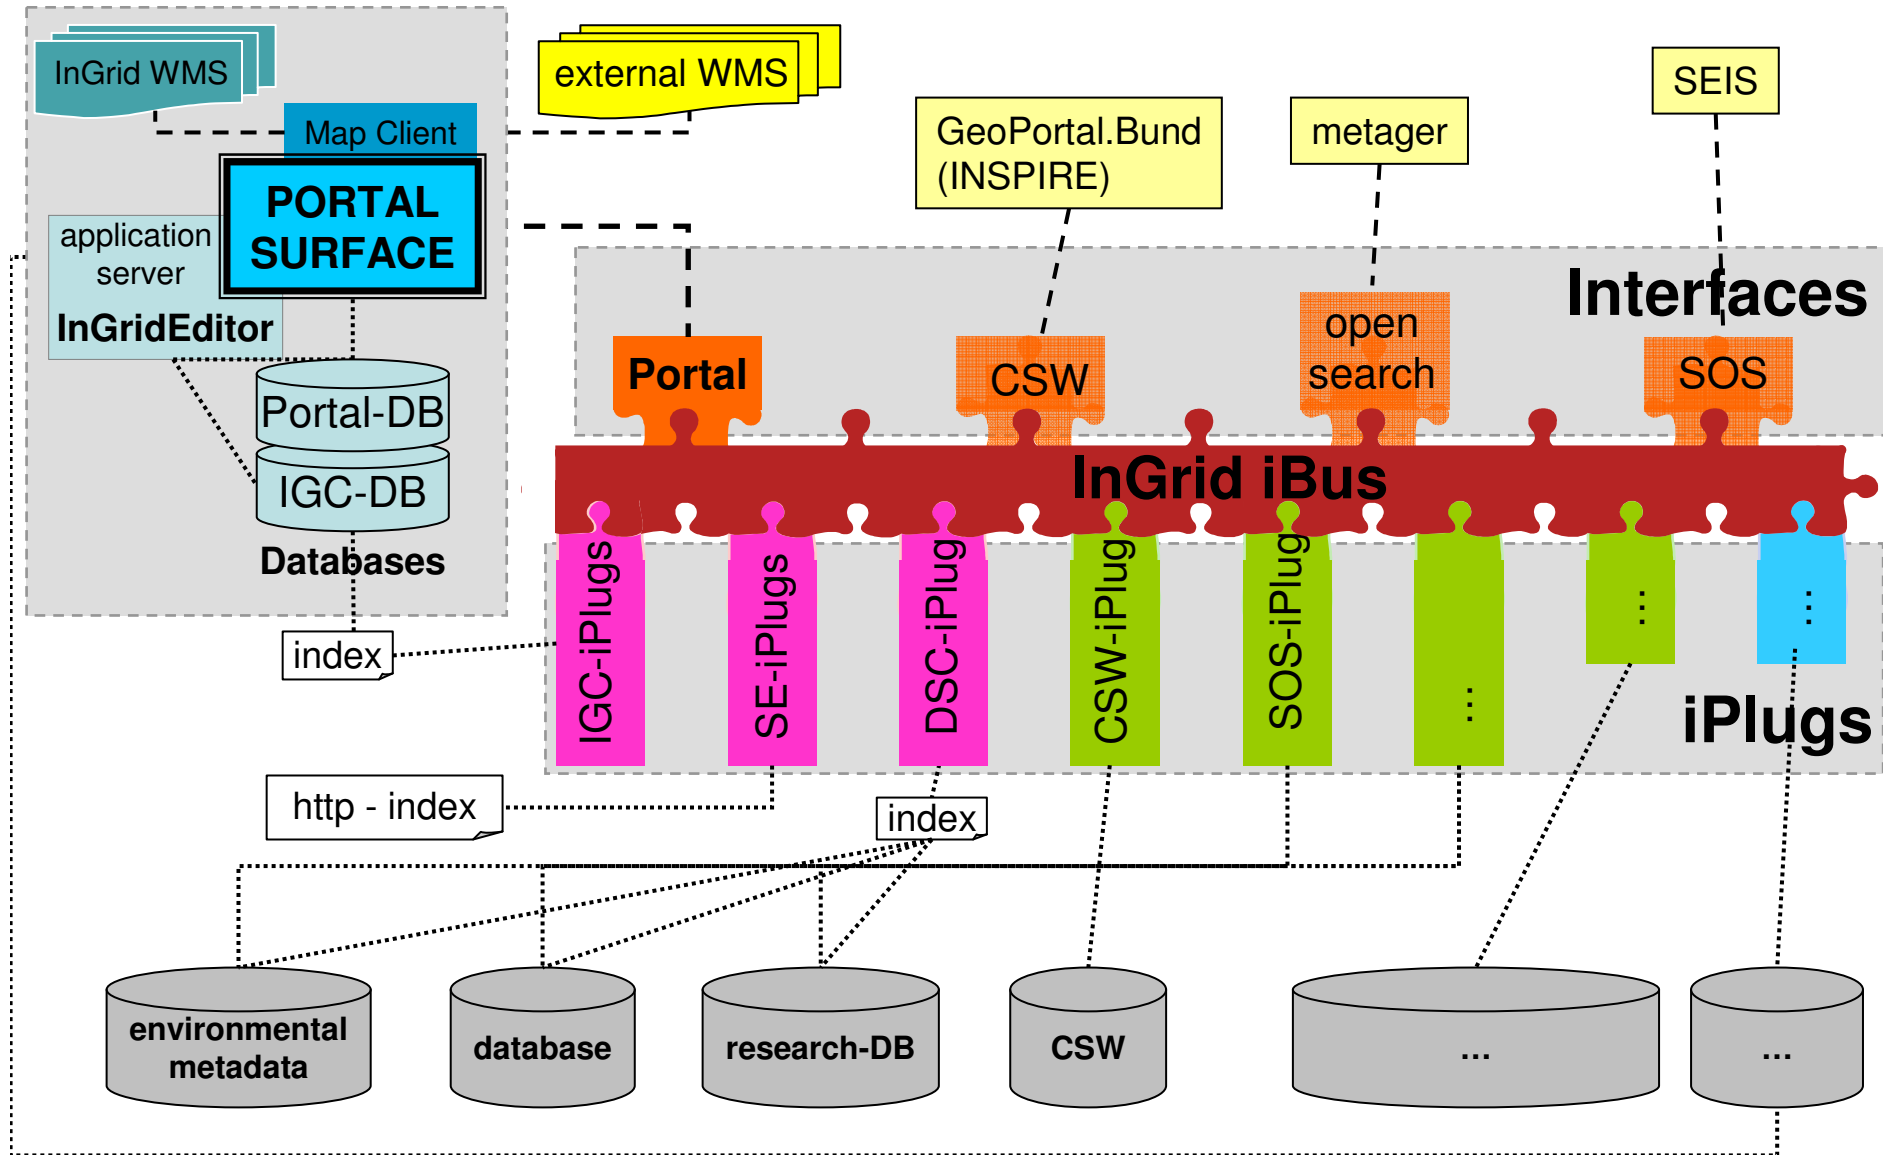 InGrid WMS
external WMS
Map Client
PORTAL
SURFACE
application
server
InGridEditor
Portal-DB
IGC-DB
Databases
index
GeoPortal.Bund
(INSPIRE)
metager
SEIS
Interfaces
Portal
CSW
open
search
SOS
InGrid iBus
IGC-iPlugs
SE-iPlugs
DSC-iPlug
CSW-iPlug
SOS-iPlug
...
...
...
iPlugs
http - index
index
environmental
metadata
database
research-DB
CSW
...
...